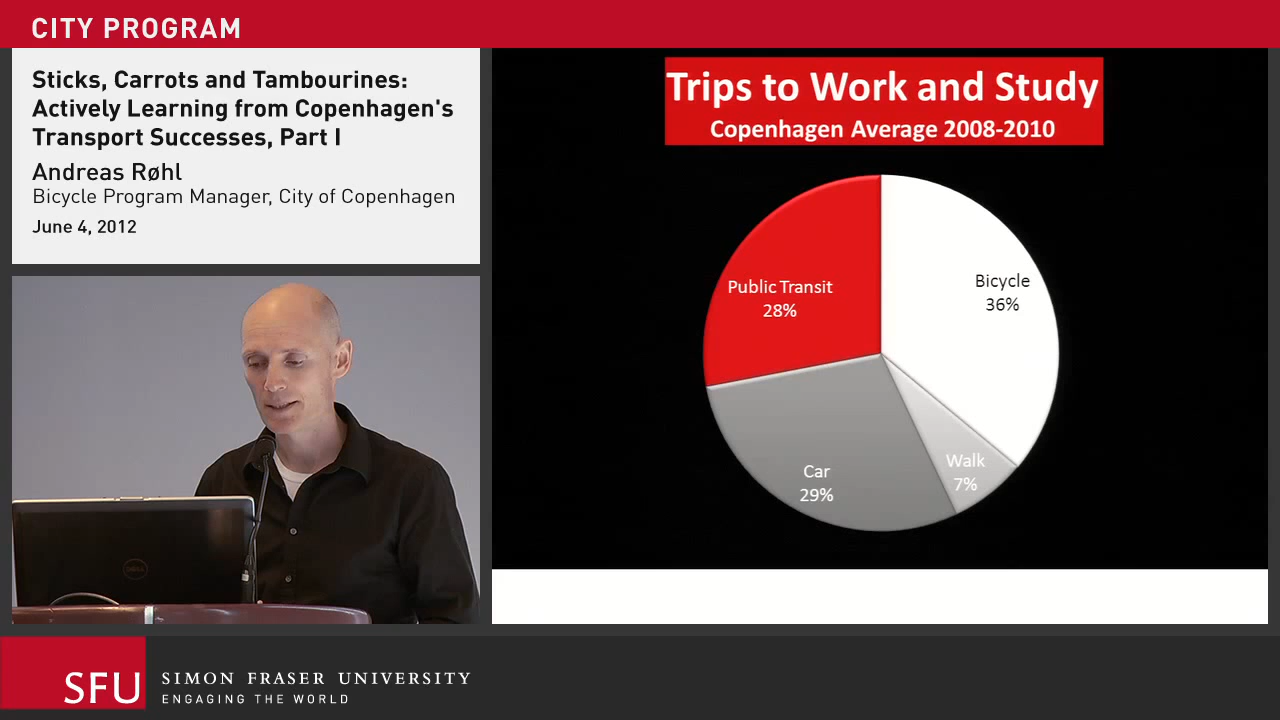 CITY PROGRAM
Sticks, Carrots and Tambourines:
Actively Learning from Copenhagen's
Transport Successes, Part I
Andreas Røhl
Bicycle Program Manager, City of Copenhagen
June 4, 2012
Trips to Work and Study
Copenhagen Average 2008-2010
Public Transit
28%
Bicycle
36%
Car
29%
Walk
7%
DELL
SFU
SIMON FRASER UNIVERSITY
ENGAGING THE WORLD